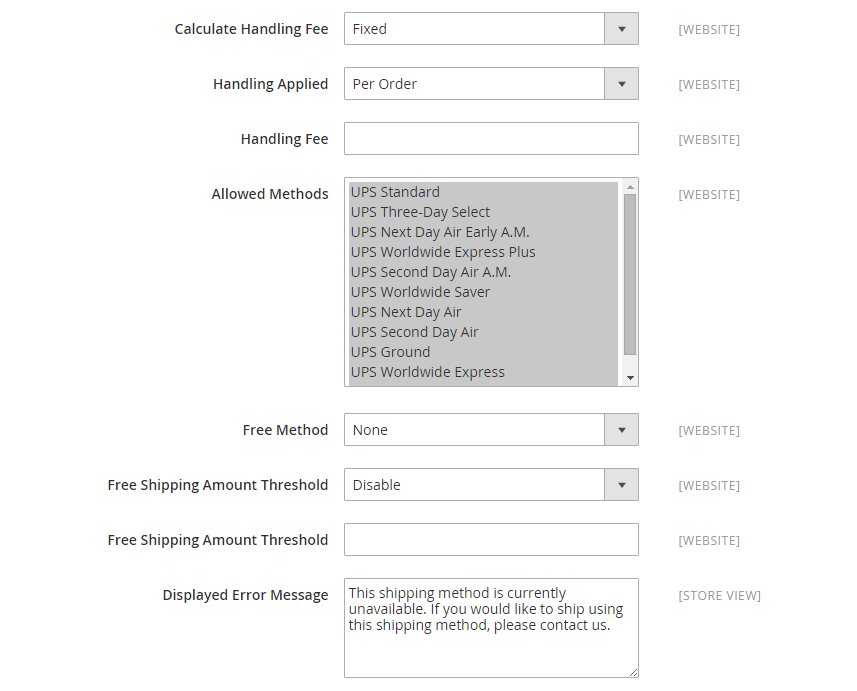 Calculate Handling Fee Fixed [WEBSITE]
Handling Applied Per Order [WEBSITE]
Handling Fee [WEBSITE]
Allowed Methods UPS Standard [WEBSITE]
UPS Three-Day Select
UPS Next Day Air Early A.M.
UPS Worldwide Express Plus
UPS Second Day Air A.M.
UPS Worldwide Saver
UPS Next Day Air
UPS Second Day Air
UPS Ground
UPS Worldwide Express
Free Method None [WEBSITE]
Free Shipping Amount Threshold Disable [WEBSITE]
Free Shipping Amount Threshold [WEBSITE]
Displayed Error Message This shipping method is currently [STORE VIEW]
unavailable. If you would like to ship using
this shipping method, please contact us.